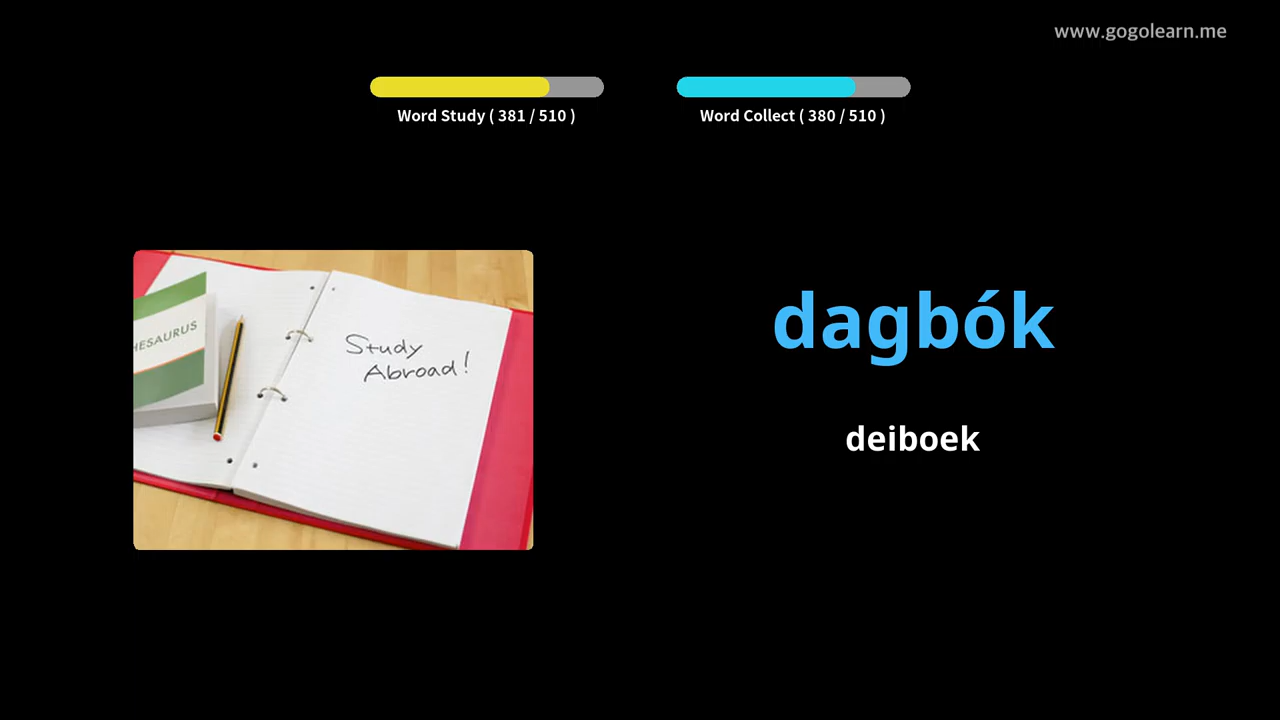 www.gogolearn.me
Word Study ( 381 / 510 )
Word Collect ( 380 / 510 )
HESAURUS
Study
Abroad!
dagbók
deiboek